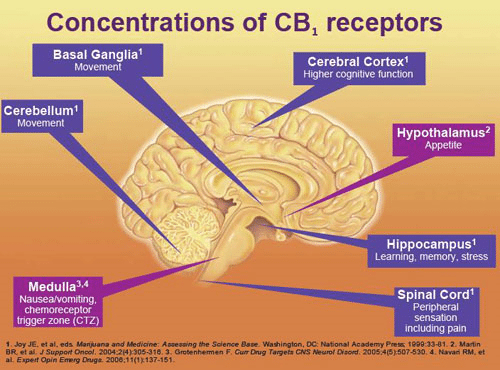 Concentrations of CB1 receptors
Basal Ganglia1
Movement
Cerebral Cortex1
Higher cognitive function
Cerebellum1
Movement
Hypothalamus2
Appetite
Hippocampus1
Learning, memory, stress
Medulla3,4
Nausea/vomiting,
chemoreceptor
trigger zone (CTZ)
Spinal Cord1
Peripheral
sensation
including pain
1. Joy JE, et al, eds. Marijuana and Medicine: Assessing the Science Base. Washington, DC: National Academy Press; 1999:33-81. 2. Martin
BR, et al. J Support Oncol. 2004;2(4):305-316. 3. Grotenhermen F. Curr Drug Targets CNS Neurol Disord. 2005;4(5):507-530. 4. Navari RM, et
al. Expert Opin Emerg Drugs. 2006;11(1):137-151.